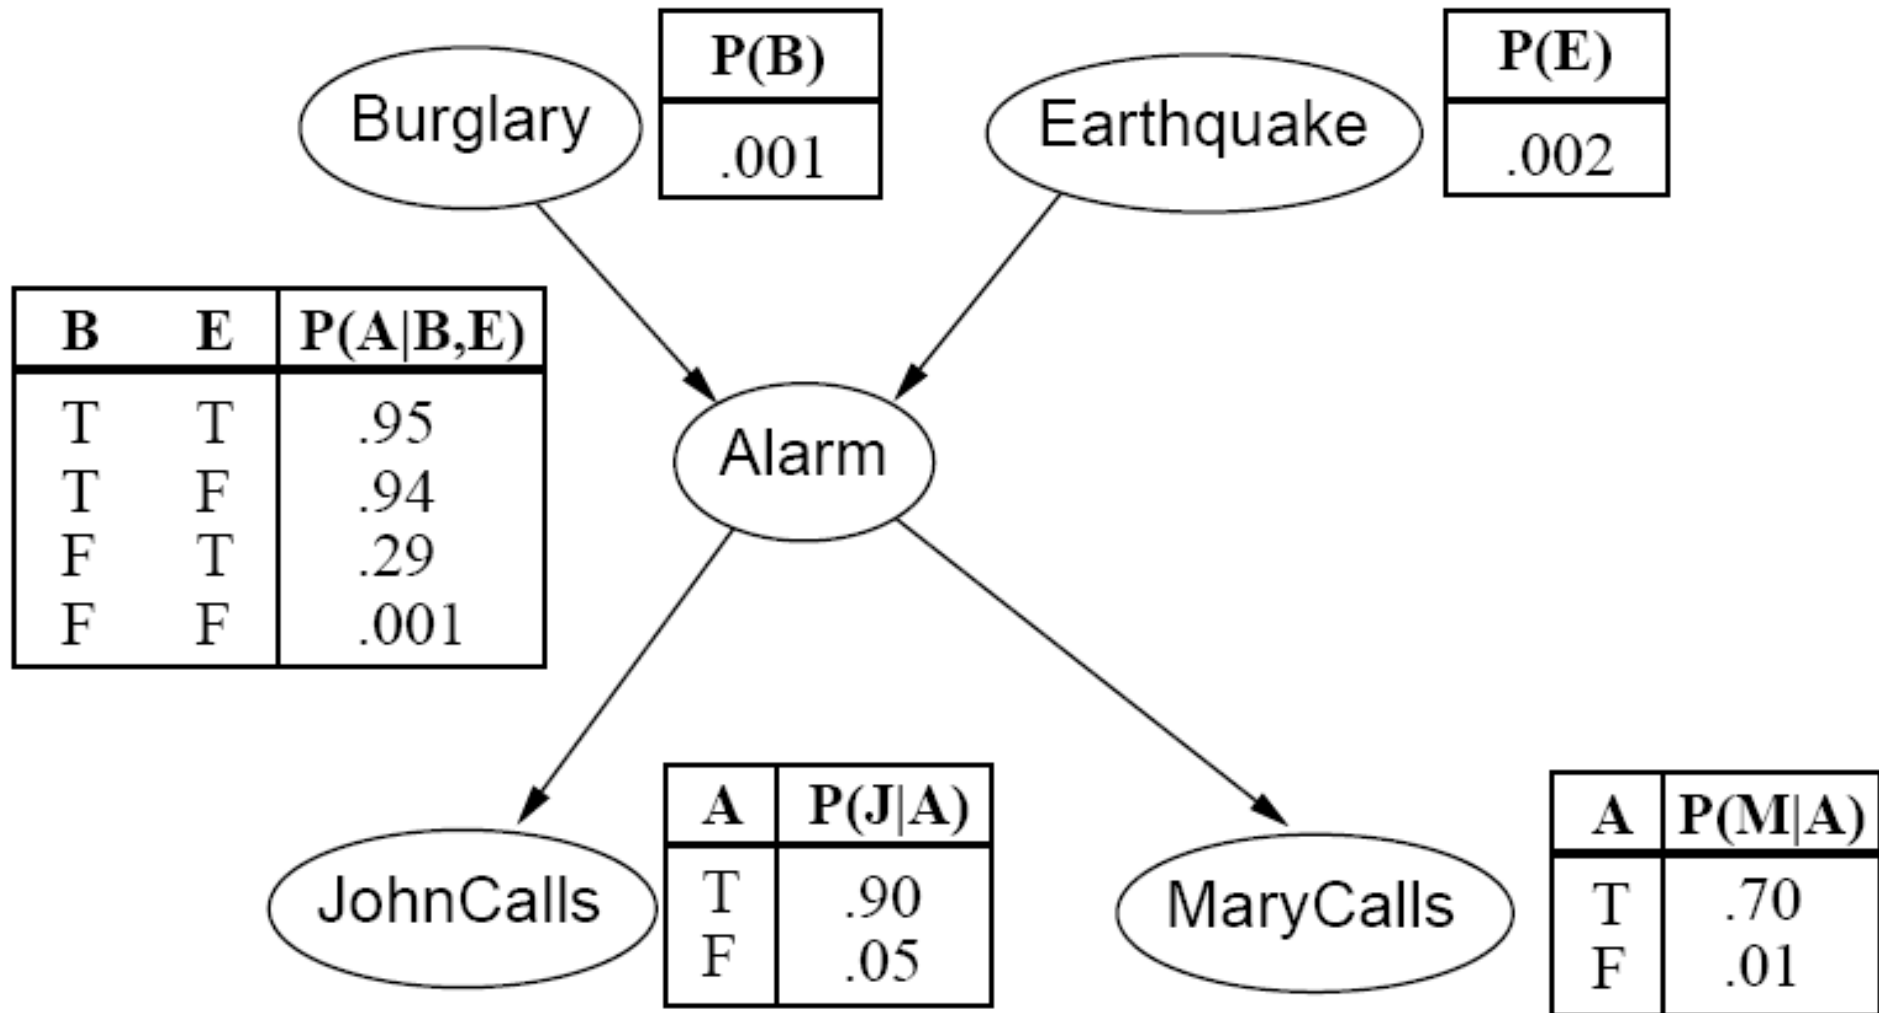 Burglary
P(B)
.001
Earthquake
P(E)
.002
B E P(A|B,E)
T T .95
T F .94
F T .29
F F .001
Alarm
JohnCalls
A P(J|A)
T .90
F .05
MaryCalls
A P(M|A)
T .70
F .01